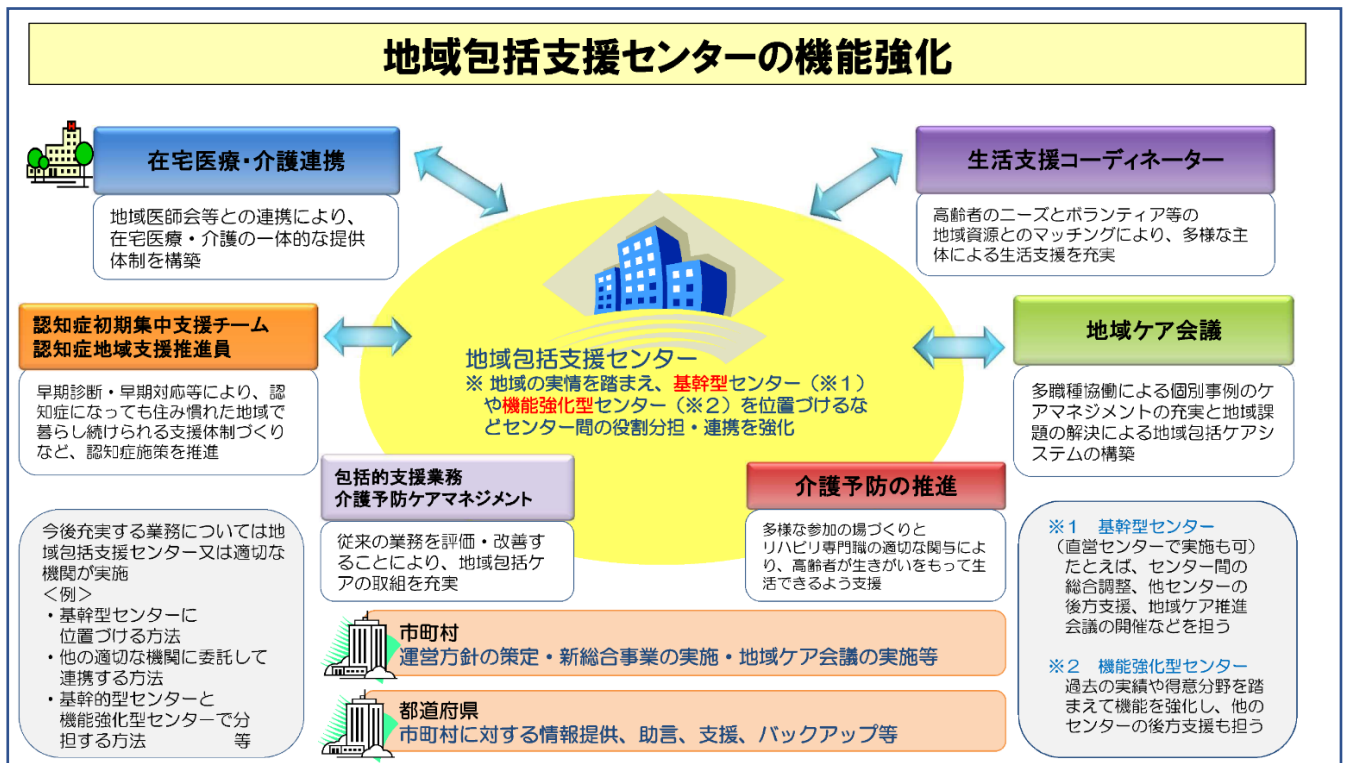 地域包括支援センターの機能強化
在宅医療・介護連携
地域医師会等との連携により、
在宅医療・介護の一体的な提供
体制を構築
生活支援コーディネーター
高齢者のニーズとボランティア等の
地域資源とのマッチングにより、多様な主
体による生活支援を充実
認知症初期集中支援チーム
認知症地域支援推進員
早期診断・早期対応等により、認
知症になっても住み慣れた地域で
暮らし続けられる支援体制づくり
など、認知症施策を推進
地域包括支援センター
※ 地域の実情を踏まえ、基幹型センター（※１）
や機能強化型センター（※２）を位置づけるな
どセンター間の役割分担・連携を強化
地域ケア会議
多職種協働による個別事例のケ
アマネジメントの充実と地域課
題の解決による地域包括ケアシ
ステムの構築
包括的支援業務
介護予防ケアマネジメント
従来の業務を評価・改善す
ることにより、地域包括ケ
アの取組を充実
介護予防の推進
多様な参加の場づくりと
リハビリ専門職の適切な関与によ
り、高齢者が生きがいをもって生
活できるよう支援
今後充実する業務については地
域包括支援センター又は適切な
機関が実施
＜例＞
・基幹型センターに
位置づける方法
・他の適切な機関に委託して
連携する方法
・基幹的型センターと
機能強化型センターで分
担する方法　　　　　等
市町村
運営方針の策定・新総合事業の実施・地域ケア会議の実施等
都道府県
市町村に対する情報提供、助言、支援、バックアップ等
※１　基幹型センター
（直営センターで実施も可）
たとえば、センター間の
総合調整、他センターの
後方支援、地域ケア推進
会議の開催などを担う
※２　機能強化型センター
過去の実績や得意分野を踏
まえて機能を強化し、他の
センターの後方支援も担う